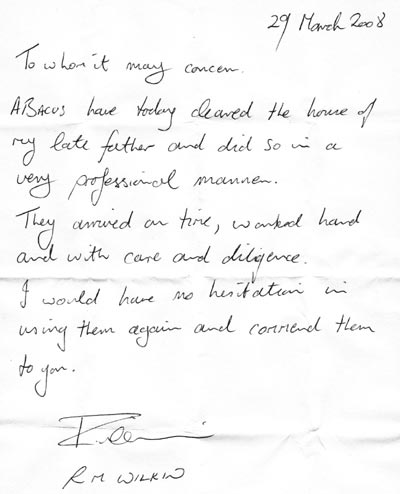 29 March 2008
To whom it may concern.
ABACUS have today cleared the house of
my late father and did so in a
very professional manner.
They arrived on time, worked hard
and with care and diligence.
I would have no hesitation in
using them again and commend them
to you.
R M WILKIN